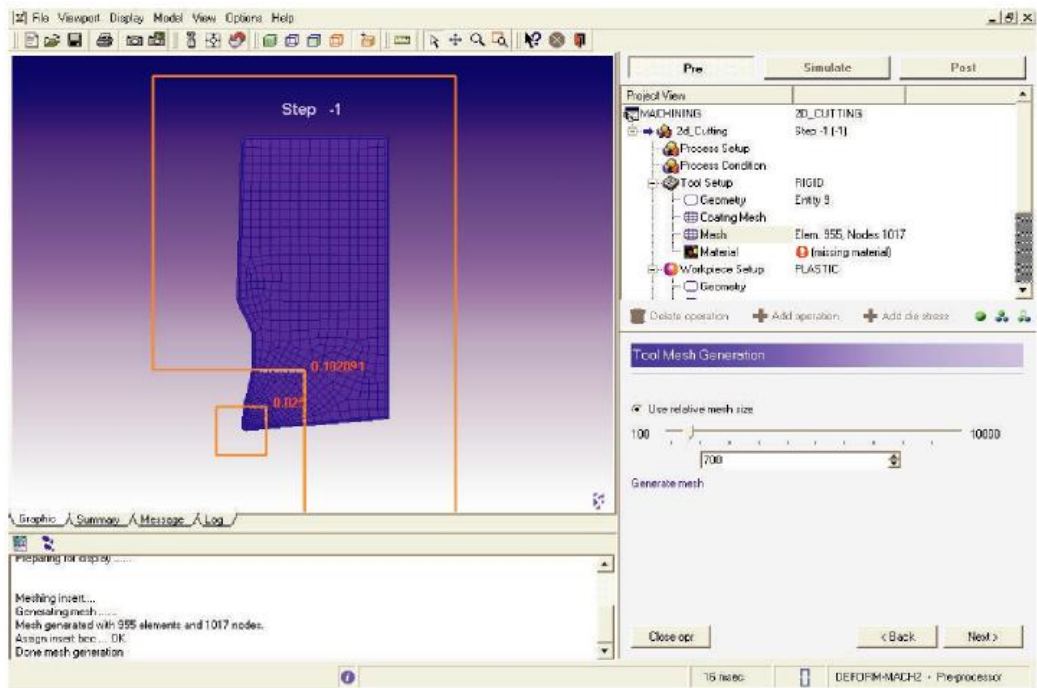 File Viewport Display Model View Options Help
Step -1
0.182091
0.025
Graphic Summary Message Log
Preparing for display ......
Meshing insert....
Generating mesh ......
Mesh generated with 955 elements and 1017 nodes.
Assign insert bcc ... OK
Done mesh generation
Pre Simulate Post
Project View
MACHINING 2D_CUTTING
2d_Cutting Step -1 (-1)
Process Setup
Process Condition
Tool Setup RIGID
Geometry Entity 9
Coating Mesh
Mesh Elem. 955, Nodes 1017
Material (missing material)
Workpiece Setup PLASTIC
Geometry
Delete operation Add operation Add die stress
Tool Mesh Generation
Use relative mesh size
100 10000
700
Generate mesh
Close opr < Back Next >
DEFORM-MACH2 - Pre-processor